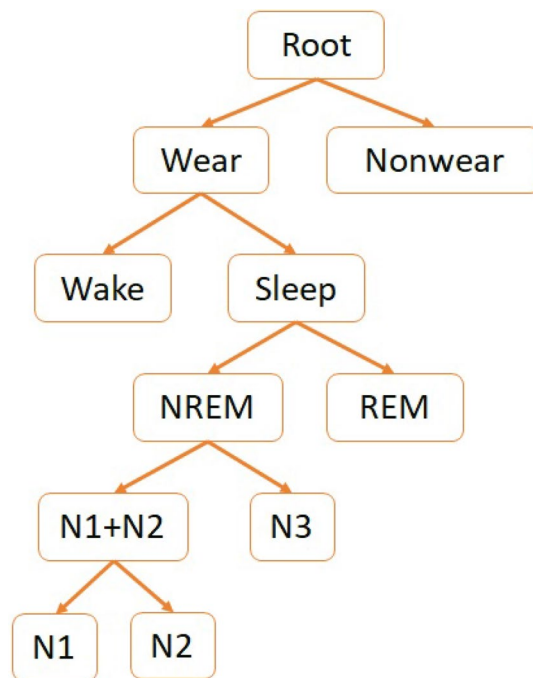 Root
Wear
Nonwear
Wake
Sleep
NREM
REM
N1+N2
N3
N1
N2